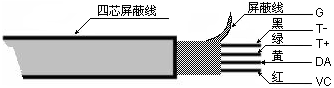 四芯屏蔽线
屏蔽线 G
黑 T-
绿 T+
黄 DA
红 VC